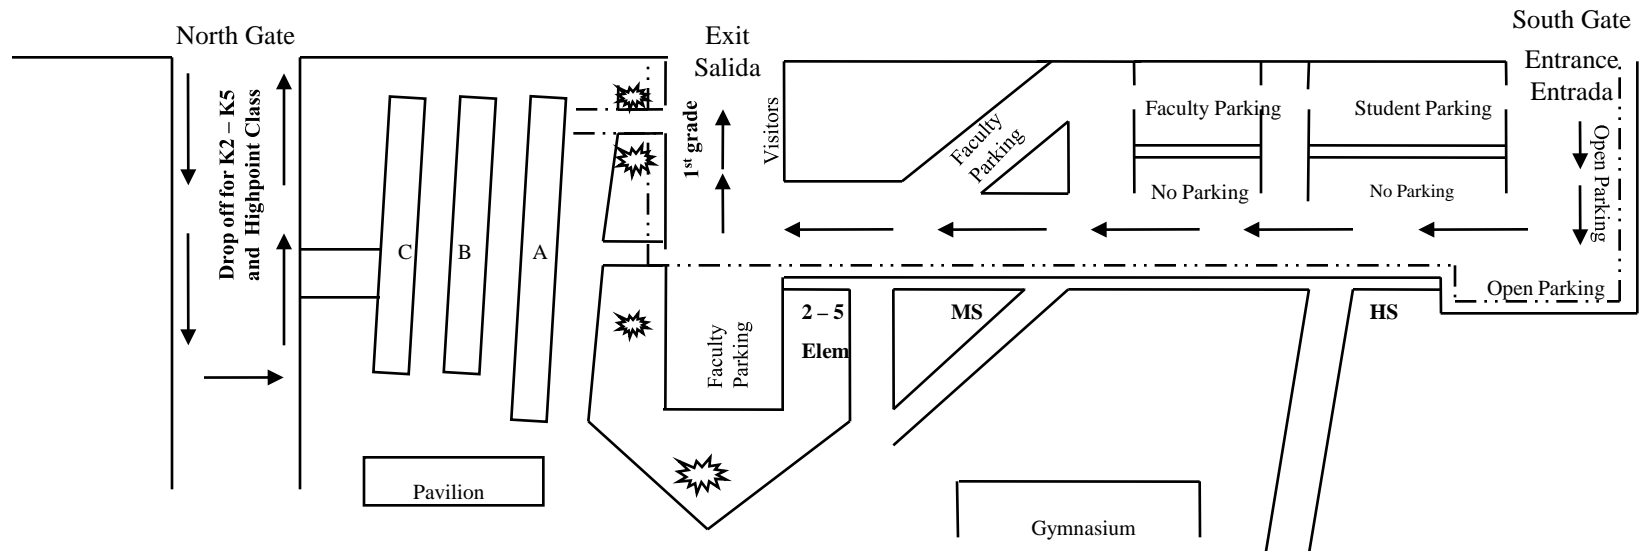 North Gate
Exit
Salida
South Gate
Entrance
Entrada
Drop off for K2 – K5
and Highpoint Class
1st grade
Visitors
Faculty
Parking
Faculty Parking
Student Parking
Open Parking
No Parking
No Parking
C
B
A
Open Parking
2 – 5
Elem
MS
HS
Faculty
Parking
Pavilion
Gymnasium